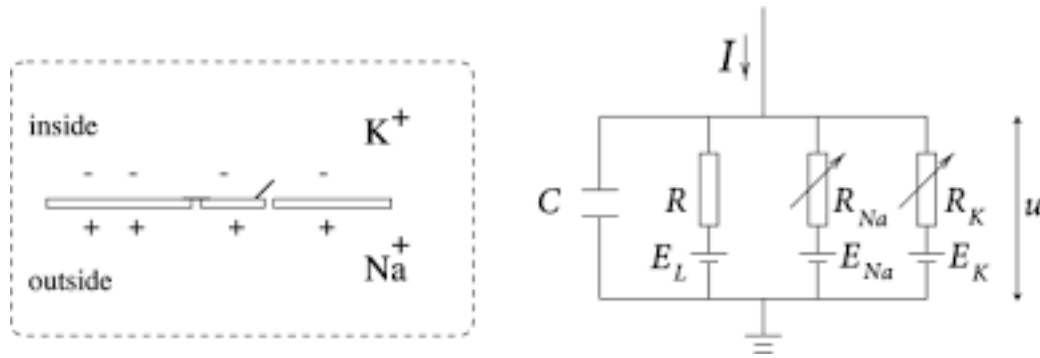 inside
K+
- - - -
+ + + +
Na+
outside
I
C
R
R_Na
R_K
u
E_L
E_Na
E_K